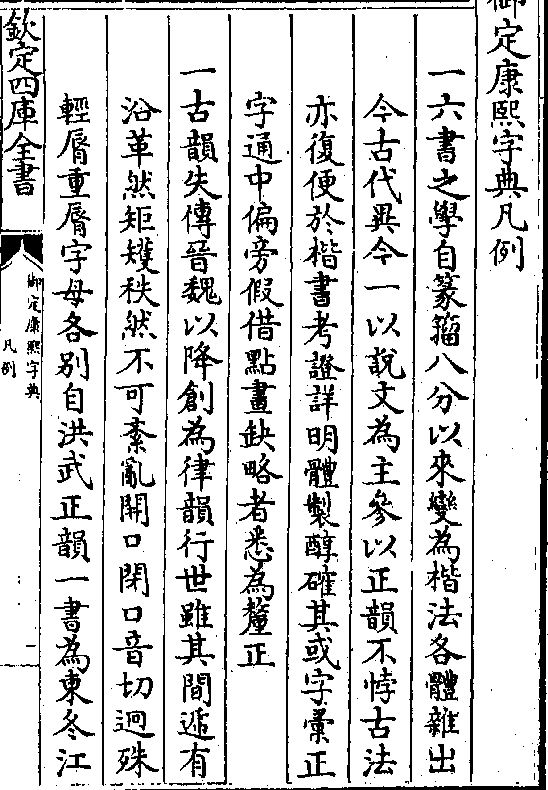 御定康熙字典凡例
一六書之學自篆籀八分以來變為楷法各體雜出
今古代異今一以說文為主參以正韻不悖古法
亦復便於楷書考證詳明體製醇確其或字彙正
字通中偏旁假借點畫缺略者悉為釐正
一古韻失傳晉魏以降創為律韻行世雖其間遞有
沿革然矩矱秩然不可紊亂開口閉口音切迥殊
輕脣重脣字母各別自洪武正韻一書為東冬江
欽定四庫全書
御定康熙字典
凡例
一